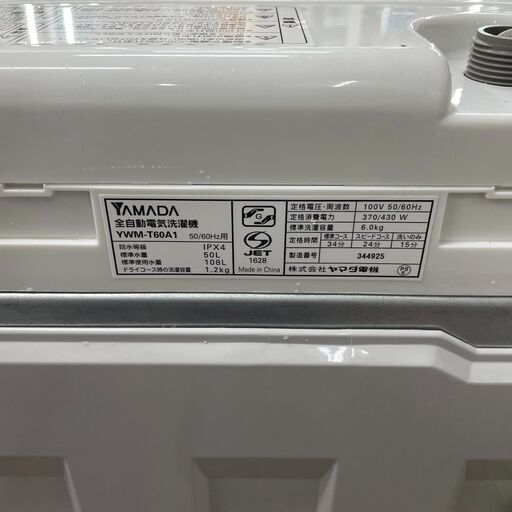 YAMADA
全自動電気洗濯機
YWM-T60A1 50/60Hz用
防水等級 IPX4
標準水量 50L
標準使用水量 108L
ドライコース時の洗濯容量 1.2kg
G
JET
1628
Made in China
定格電圧・周波数 100V 50/60Hz
定格消費電力 370/430 W
標準洗濯容量 6.0kg
定格時間 標準コース 34分 スピードコース 24分 洗いのみ 15分
製造番号 344925
株式会社ヤマダ電機
PS E